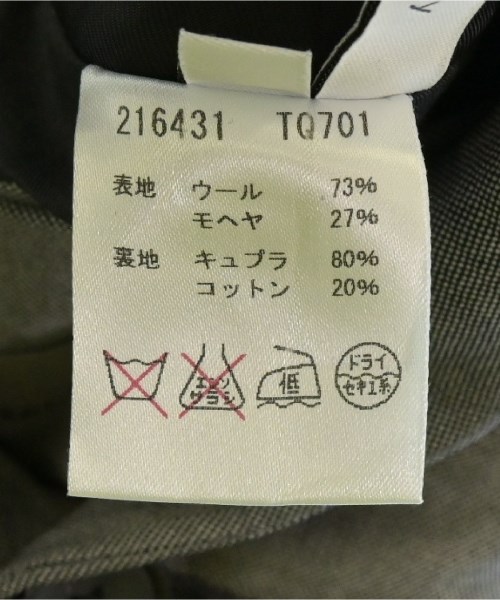 216431 TQ701
表地 ウール 73%
モヘヤ 27%
裏地 キュプラ 80%
コットン 20%
エンソ
サラシ
低
ドライ
セキユ系